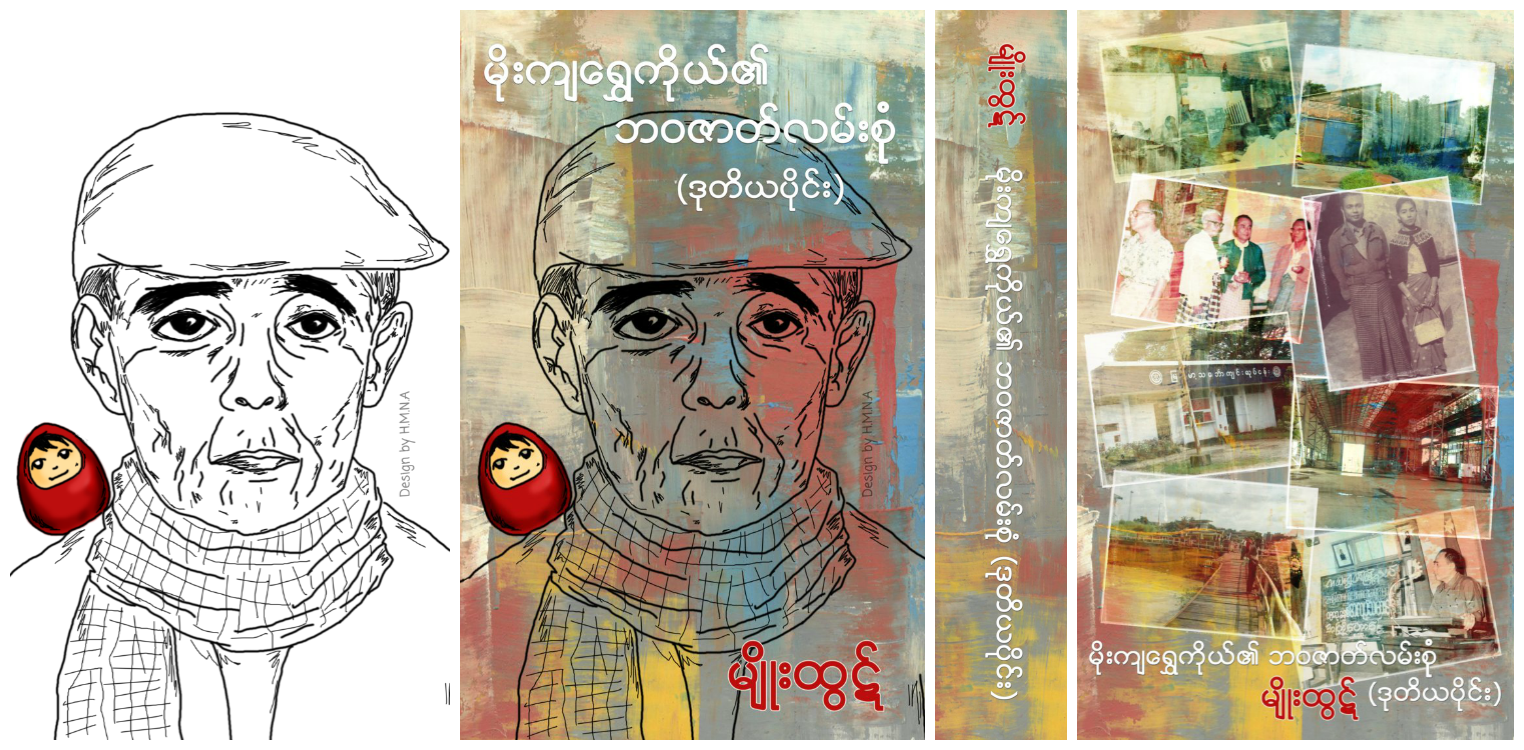 Design by H.M.N.A
မိုးကျရွှေကိုယ်၏
ဘဝဇာတ်လမ်းစုံ
(ဒုတိယပိုင်း)
Design by H.M.N.A
မျိုးထွဋ်
မိုးကျရွှေကိုယ်၏ ဘဝဇာတ်လမ်းစုံ (ဒုတိယပိုင်း)
မျိုးထွဋ်
မိုးကျရွှေကိုယ်၏ ဘဝဇာတ်လမ်းစုံ
မျိုးထွဋ် (ဒုတိယပိုင်း)